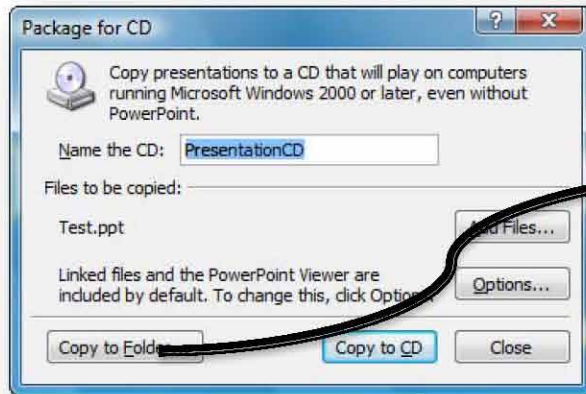 Package for CD
Copy presentations to a CD that will play on computers
running Microsoft Windows 2000 or later, even without
PowerPoint.
Name the CD: PresentationCD
Files to be copied:
Test.ppt
Files...
Linked files and the PowerPoint Viewer are
included by default. To change this, click
Options...
Copy to
Copy to CD
Close